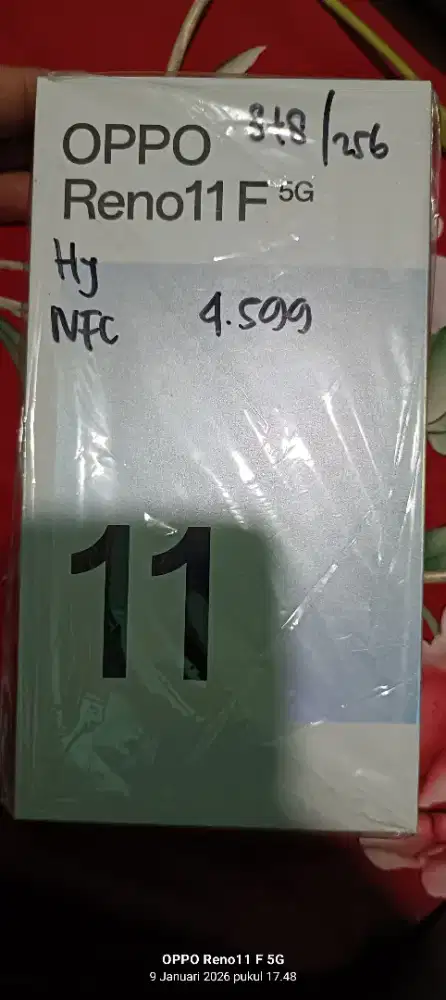 OPPO 8+8/256
Reno11 F 5G
Hy
NFC 4.599
11
OPPO Reno11 F 5G
9 Januari 2026 pukul 17.48